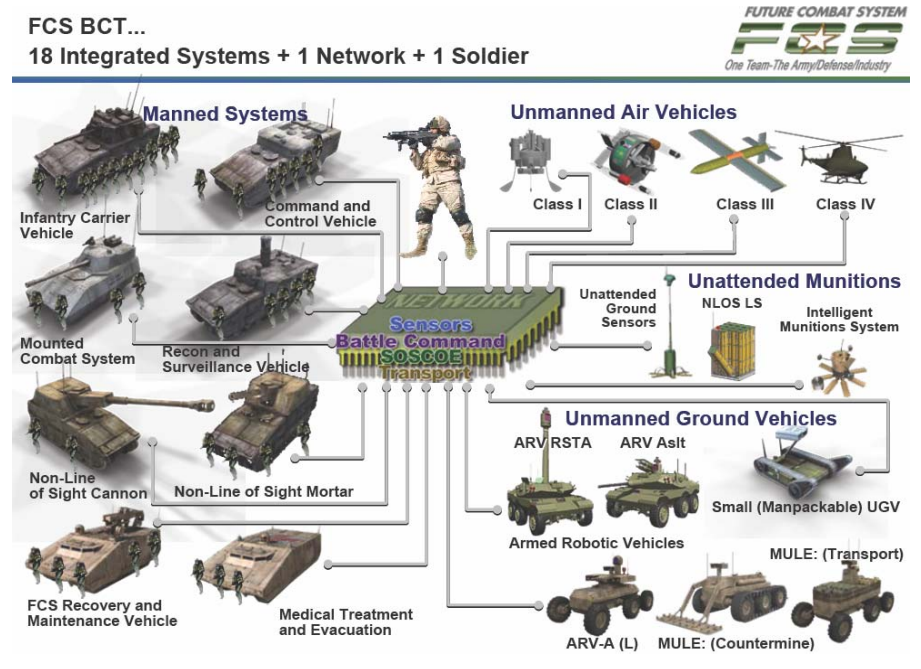 FCS BCT...
18 Integrated Systems + 1 Network + 1 Soldier
FUTURE COMBAT SYSTEM
FCS
One Team-The Army/Defense/Industry
Manned Systems
Infantry Carrier
Vehicle
Command and
Control Vehicle
Mounted
Combat System
Recon and
Surveillance Vehicle
Non-Line
of Sight Cannon
Non-Line of Sight Mortar
FCS Recovery and
Maintenance Vehicle
Medical Treatment
and Evacuation
NETWORK
Sensors
Battle Command
SOSCOE
Transport
Unmanned Air Vehicles
Class I
Class II
Class III
Class IV
Unattended Munitions
Unattended
Ground
Sensors
NLOS LS
Intelligent
Munitions System
Unmanned Ground Vehicles
ARV RSTA
ARV Aslt
Armed Robotic Vehicles
Small (Manpackable) UGV
ARV-A (L)
MULE: (Countermine)
MULE: (Transport)